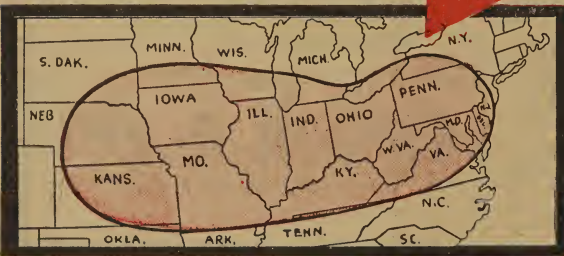 MINN.
WIS.
MICH.
N.Y.
S. DAK.
PENN.
NEB
IOWA
ILL.
IND.
OHIO
M.D.
W.VA.
VA.
MO.
KY.
KANS.
N.C.
OKLA.
ARK.
TENN.
SC.